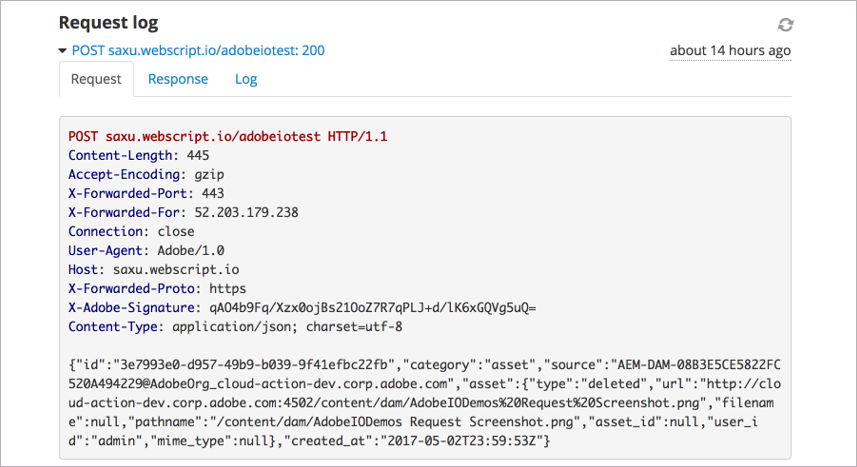 Request log
POST saxu.webscript.io/adobeiotest: 200
about 14 hours ago
Request
Response
Log
POST saxu.webscript.io/adobeiotest HTTP/1.1
Content-Length: 445
Accept-Encoding: gzip
X-Forwarded-Port: 443
X-Forwarded-For: 52.203.179.238
Connection: close
User-Agent: Adobe/1.0
Host: saxu.webscript.io
X-Forwarded-Proto: https
X-Adobe-Signature: qAO4b9Fq/Xzx0ojBs21OoZ7R7qPLJ+d/lK6xGQVg5uQ=
Content-Type: application/json; charset=utf-8
{"id":"3e7993e0-d957-49b9-b039-9f41efbc22fb","category":"asset","source":"AEM-DAM-08B3E5CE5822FC
520A494229@AdobeOrg_cloud-action-dev.corp.adobe.com","asset":{"type":"deleted","url":"http://clo
ud-action-dev.corp.adobe.com:4502/content/dam/AdobeIODemos%20Request%20Screenshot.png","filenam
e":null,"pathname":"/content/dam/AdobeIODemos Request Screenshot.png","asset_id":null,"user_i
d":"admin","mime_type":null},"created_at":"2017-05-02T23:59:53Z"}